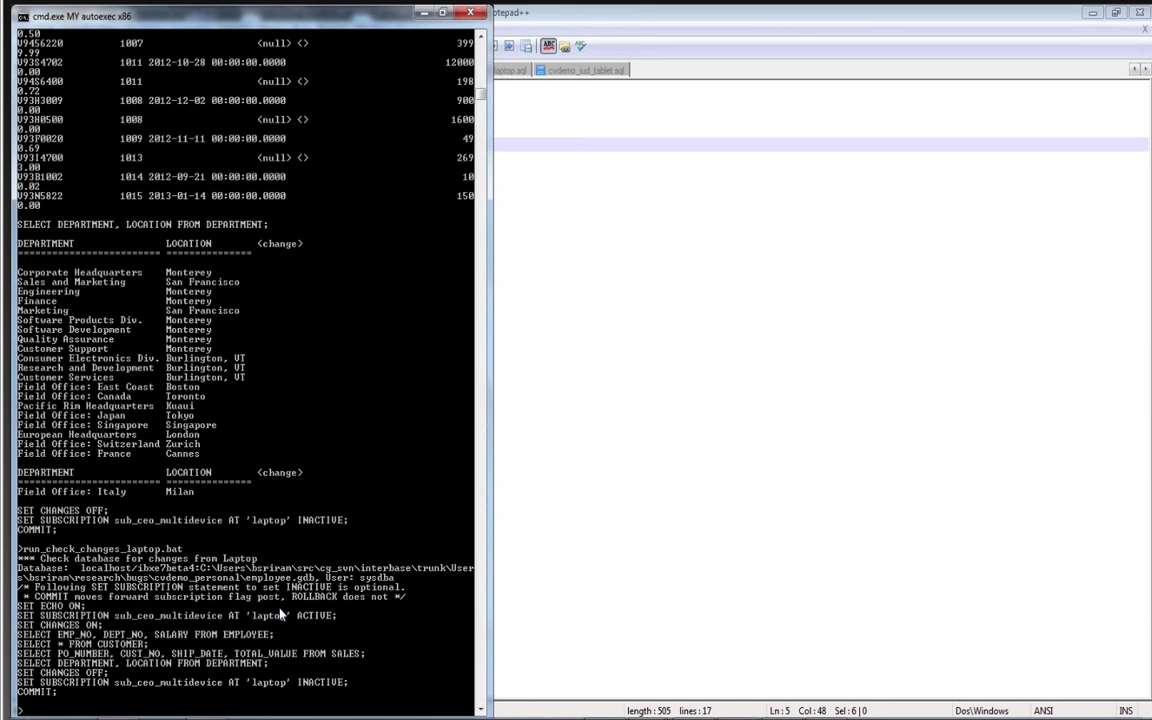 cmd.exe MY autoexec x86
otepad++
X
laptop.sql
cvdemo_iud_tablet.sql
0.50
V9456220 1007 <null> <> 399
9.99
V93S4702 1011 2012-10-28 00:00:00.0000 12000
0.00
V94S6400 1011 <null> <> 198
0.72
V93H3009 1008 2012-12-02 00:00:00.0000 900
0.00
V93H0500 1008 <null> <> 1600
0.00
V93F0020 1009 2012-11-11 00:00:00.0000 49
0.69
V93I4700 1013 <null> <> 269
3.00
V93B1002 1014 2012-09-21 00:00:00.0000 10
0.02
V93N5822 1015 2013-01-14 00:00:00.0000 150
0.00
SELECT DEPARTMENT, LOCATION FROM DEPARTMENT;
DEPARTMENT LOCATION <change>
========================= ===============
Corporate Headquarters Monterey
Sales and Marketing San Francisco
Engineering Monterey
Finance Monterey
Marketing San Francisco
Software Products Div. Monterey
Software Development Monterey
Quality Assurance Monterey
Customer Support Monterey
Consumer Electronics Div. Burlington, VT
Research and Development Burlington, VT
Customer Services Burlington, VT
Field Office: East Coast Boston
Field Office: Canada Toronto
Pacific Rim Headquarters Kuaui
Field Office: Japan Tokyo
Field Office: Singapore Singapore
European Headquarters London
Field Office: Switzerland Zurich
Field Office: France Cannes
DEPARTMENT LOCATION <change>
========================= ===============
Field Office: Italy Milan
SET CHANGES OFF;
SET SUBSCRIPTION sub_ceo_multidevice AT 'laptop' INACTIVE;
COMMIT;
>run_check_changes_laptop.bat
*** Check database for changes from Laptop
Database: localhost/ibxe7beta4:C:\Users\bsriram\src\cg_svn\interbase\trunk\User
s\bsriram\research\bugs\cvdemo_personal\employee.gdb, User: sysdba
/* Following SET SUBSCRIPTION statement to set INACTIVE is optional.
* COMMIT moves forward subscription flag post, ROLLBACK does not */
SET ECHO ON;
SET SUBSCRIPTION sub_ceo_multidevice AT 'laptop' ACTIVE;
SET CHANGES ON;
SELECT EMP_NO, DEPT_NO, SALARY FROM EMPLOYEE;
SELECT * FROM CUSTOMER;
SELECT PO_NUMBER, CUST_NO, SHIP_DATE, TOTAL_VALUE FROM SALES;
SELECT DEPARTMENT, LOCATION FROM DEPARTMENT;
SET CHANGES OFF;
SET SUBSCRIPTION sub_ceo_multidevice AT 'laptop' INACTIVE;
COMMIT;
>
length : 505 lines : 17 Ln : 5 Col : 48 Sel : 6 | 0 Dos\Windows ANSI INS